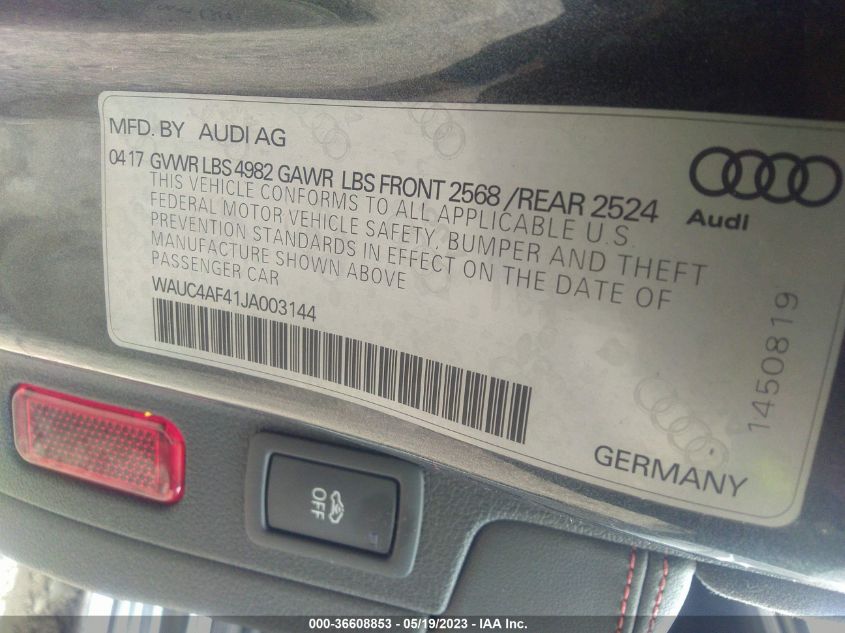 MFD. BY AUDI AG
04 17 GVWR LBS 4982 GAWR LBS FRONT 2568 /REAR 2524
THIS VEHICLE CONFORMS TO ALL APPLICABLE U.S.
FEDERAL MOTOR VEHICLE SAFETY, BUMPER AND THEFT
PREVENTION STANDARDS IN EFFECT ON THE DATE OF
MANUFACTURE SHOWN ABOVE
PASSENGER CAR
WAUC4AF41JA003144
Audi
1450819
GERMANY
OFF
000-36608853 — 05/19/2023 — IAA Inc.